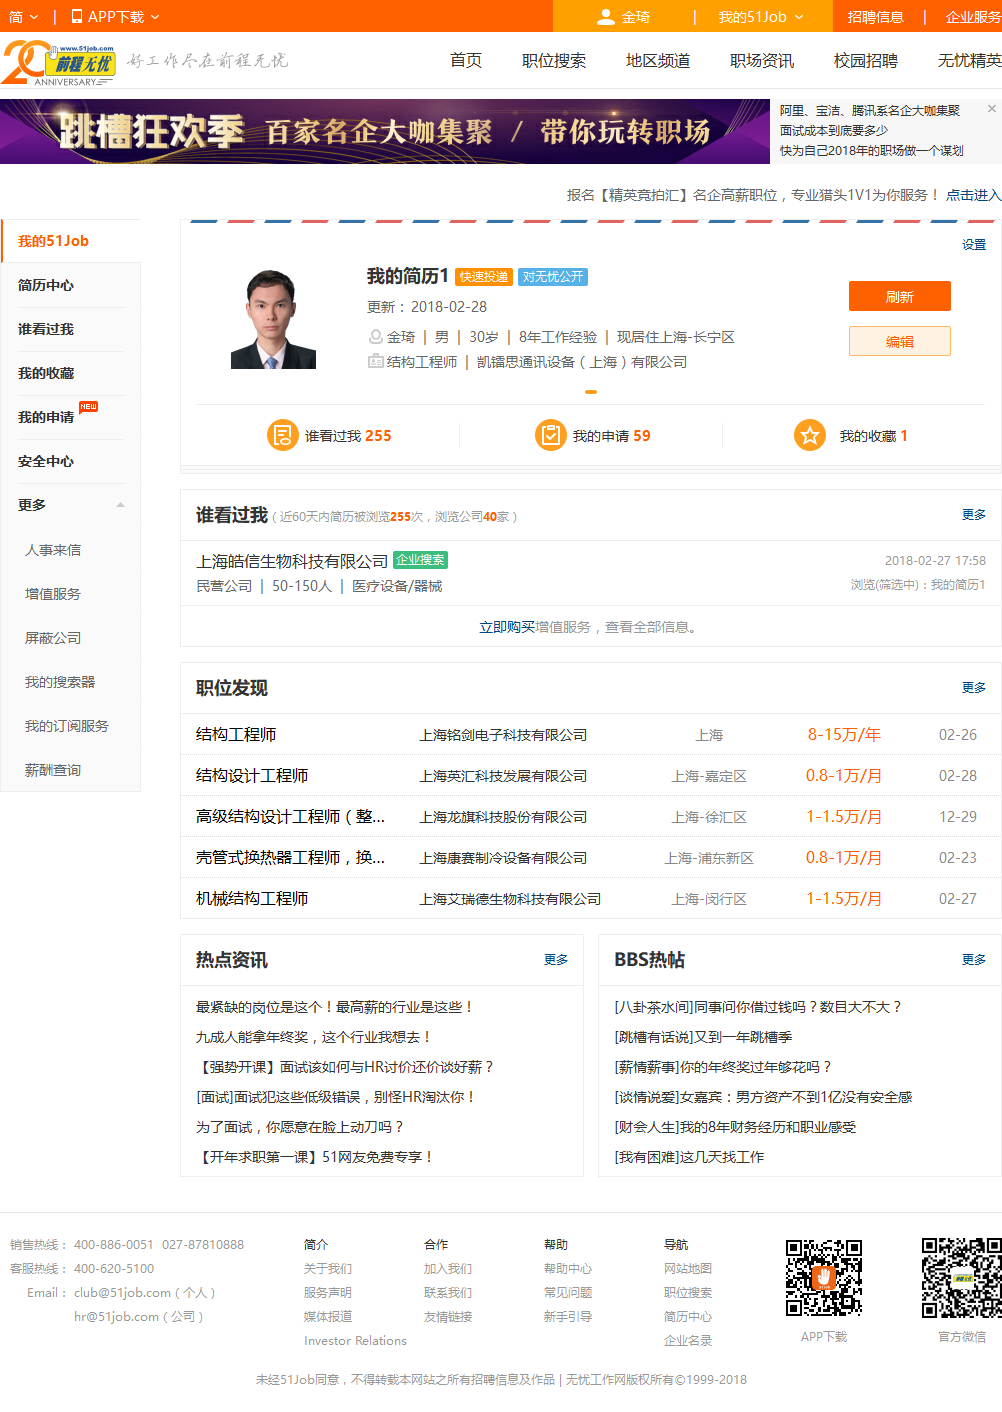 简 | APP下载 金琦 | 我的51Job 招聘信息 | 企业服务
20 ANNIVERSARY www.51job.com 前程无忧 好工作尽在前程无忧
首页 职位搜索 地区频道 职场资讯 校园招聘 无忧精英
跳槽狂欢季 百家名企大咖集聚 / 带你玩转职场
阿里、宝洁、腾讯系名企大咖集聚 ×
面试成本到底要多少
快为自己2018年的职场做一个谋划
报名【精英竞拍汇】名企高薪职位，专业猎头1V1为你服务！ 点击进入
我的51Job
简历中心
谁看过我
我的收藏
我的申请 NEW
安全中心
更多
人事来信
增值服务
屏蔽公司
我的搜索器
我的订阅服务
薪酬查询
设置
我的简历1 快速投递 对无忧公开
更新：2018-02-28
金琦 | 男 | 30岁 | 8年工作经验 | 现居住上海-长宁区
结构工程师 | 凯镭思通讯设备（上海）有限公司
刷新
编辑
谁看过我 255 我的申请 59 我的收藏 1
谁看过我（近60天内简历被浏览255次，浏览公司40家） 更多
上海皓信生物科技有限公司 企业搜索 2018-02-27 17:58
民营公司 | 50-150人 | 医疗设备/器械 浏览(筛选中)：我的简历1
立即购买增值服务，查看全部信息。
职位发现 更多
结构工程师 上海铭剑电子科技有限公司 上海 8-15万/年 02-26
结构设计工程师 上海英汇科技发展有限公司 上海-嘉定区 0.8-1万/月 02-28
高级结构设计工程师（整... 上海龙旗科技股份有限公司 上海-徐汇区 1-1.5万/月 12-29
壳管式换热器工程师，换... 上海康赛制冷设备有限公司 上海-浦东新区 0.8-1万/月 02-23
机械结构工程师 上海艾瑞德生物科技有限公司 上海-闵行区 1-1.5万/月 02-27
热点资讯 更多
最紧缺的岗位是这个！最高薪的行业是这些！
九成人能拿年终奖，这个行业我想去！
【强势开课】面试该如何与HR讨价还价谈好薪？
[面试]面试犯这些低级错误，别怪HR淘汰你！
为了面试，你愿意在脸上动刀吗？
【开年求职第一课】51网友免费专享！
BBS热帖 更多
[八卦茶水间]同事问你借过钱吗？数目大不大？
[跳槽有话说]又到一年跳槽季
[薪情薪事]你的年终奖过年够花吗？
[谈情说爱]女嘉宾：男方资产不到1亿没有安全感
[财会人生]我的8年财务经历和职业感受
[我有困难]这几天找工作
销售热线： 400-886-0051 027-87810888
客服热线： 400-620-5100
Email： club@51job.com（个人）
hr@51job.com（公司）
简介
关于我们
服务声明
媒体报道
Investor Relations
合作
加入我们
联系我们
友情链接
帮助
帮助中心
常见问题
新手引导
导航
网站地图
职位搜索
简历中心
企业名录
APP下载
官方微信
未经51Job同意，不得转载本网站之所有招聘信息及作品 | 无忧工作网版权所有©1999-2018